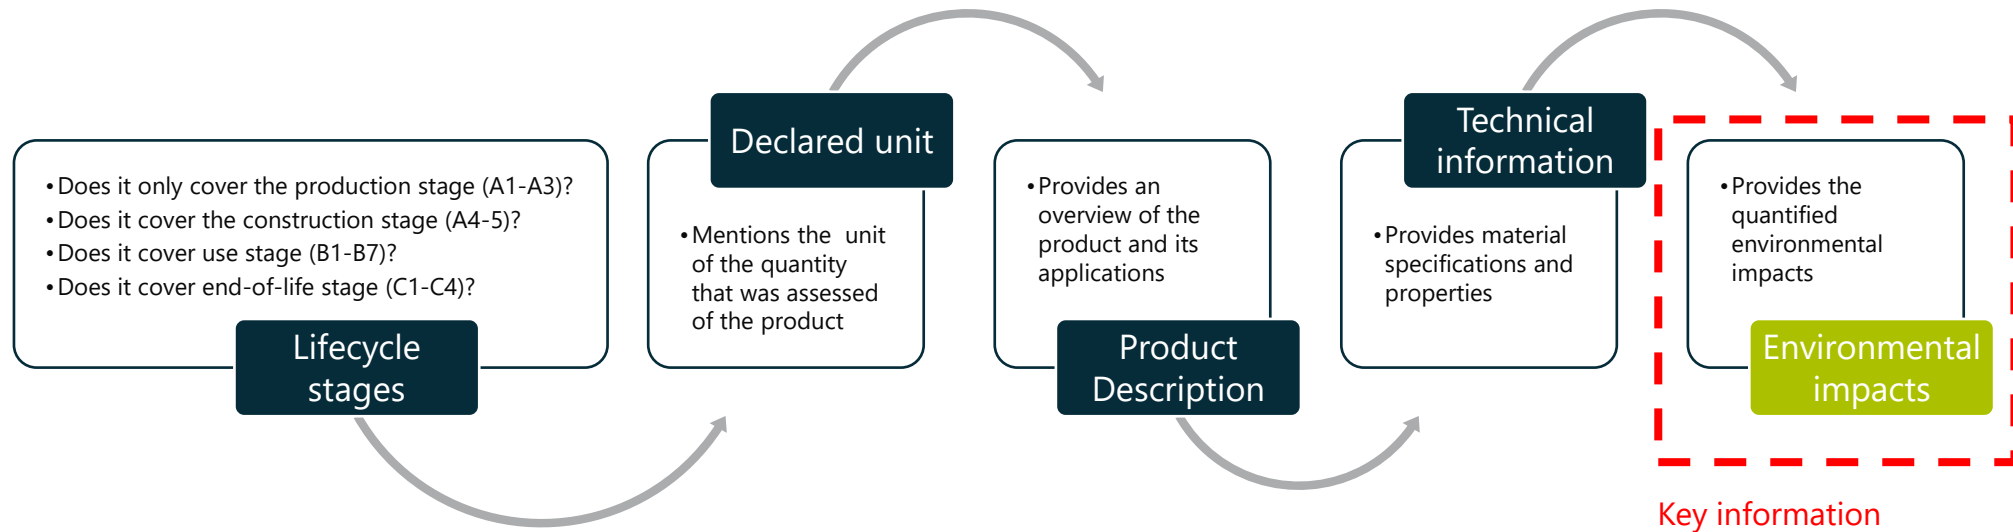 • Does it only cover the production stage (A1-A3)?
• Does it cover the construction stage (A4-5)?
• Does it cover use stage (B1-B7)?
• Does it cover end-of-life stage (C1-C4)?
Lifecycle
stages
Declared unit
• Mentions the unit
of the quantity
that was assessed
of the product
• Provides an
overview of the
product and its
applications
Product
Description
Technical
information
• Provides material
specifications and
properties
• Provides the
quantified
environmental
impacts
Environmental
impacts
Key information